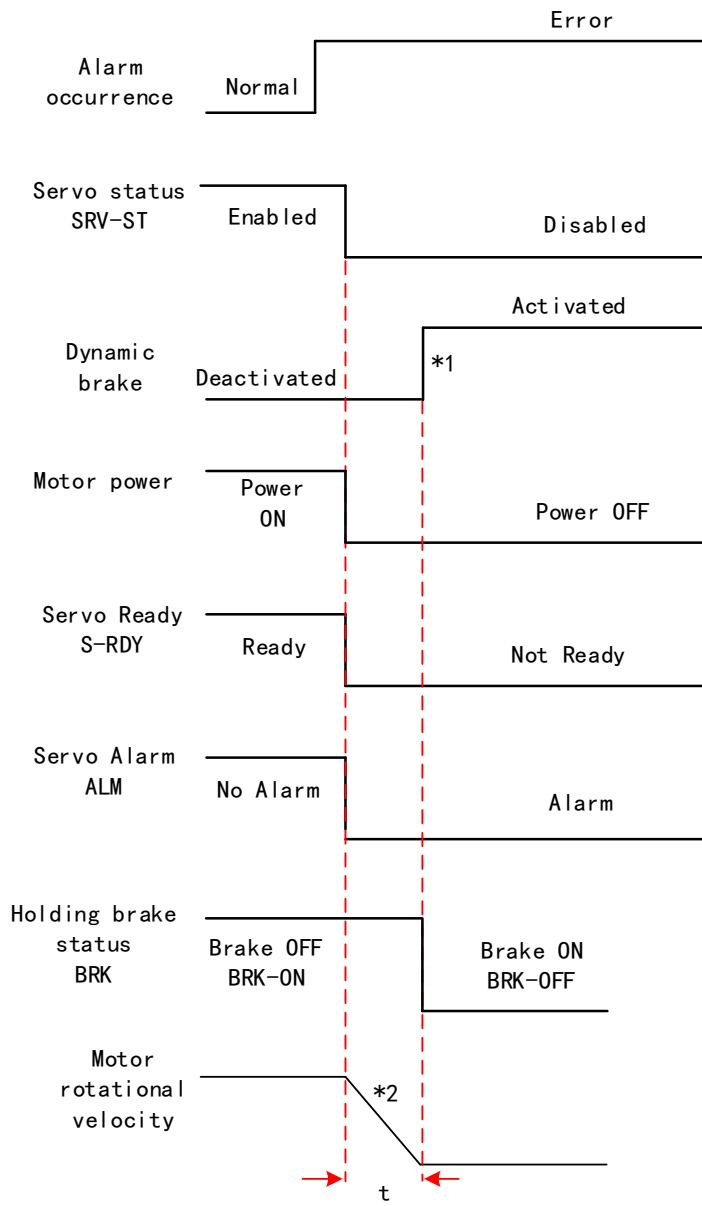 Error
Alarm
occurrence
Normal
Servo status
SRV-ST
Enabled
Disabled
Activated
Dynamic
brake
Deactivated
*1
Motor power
Power
ON
Power OFF
Servo Ready
S-RDY
Ready
Not Ready
Servo Alarm
ALM
No Alarm
Alarm
Holding brake
status
BRK
Brake OFF
BRK-ON
Brake ON
BRK-OFF
Motor
rotational
velocity
*2
t